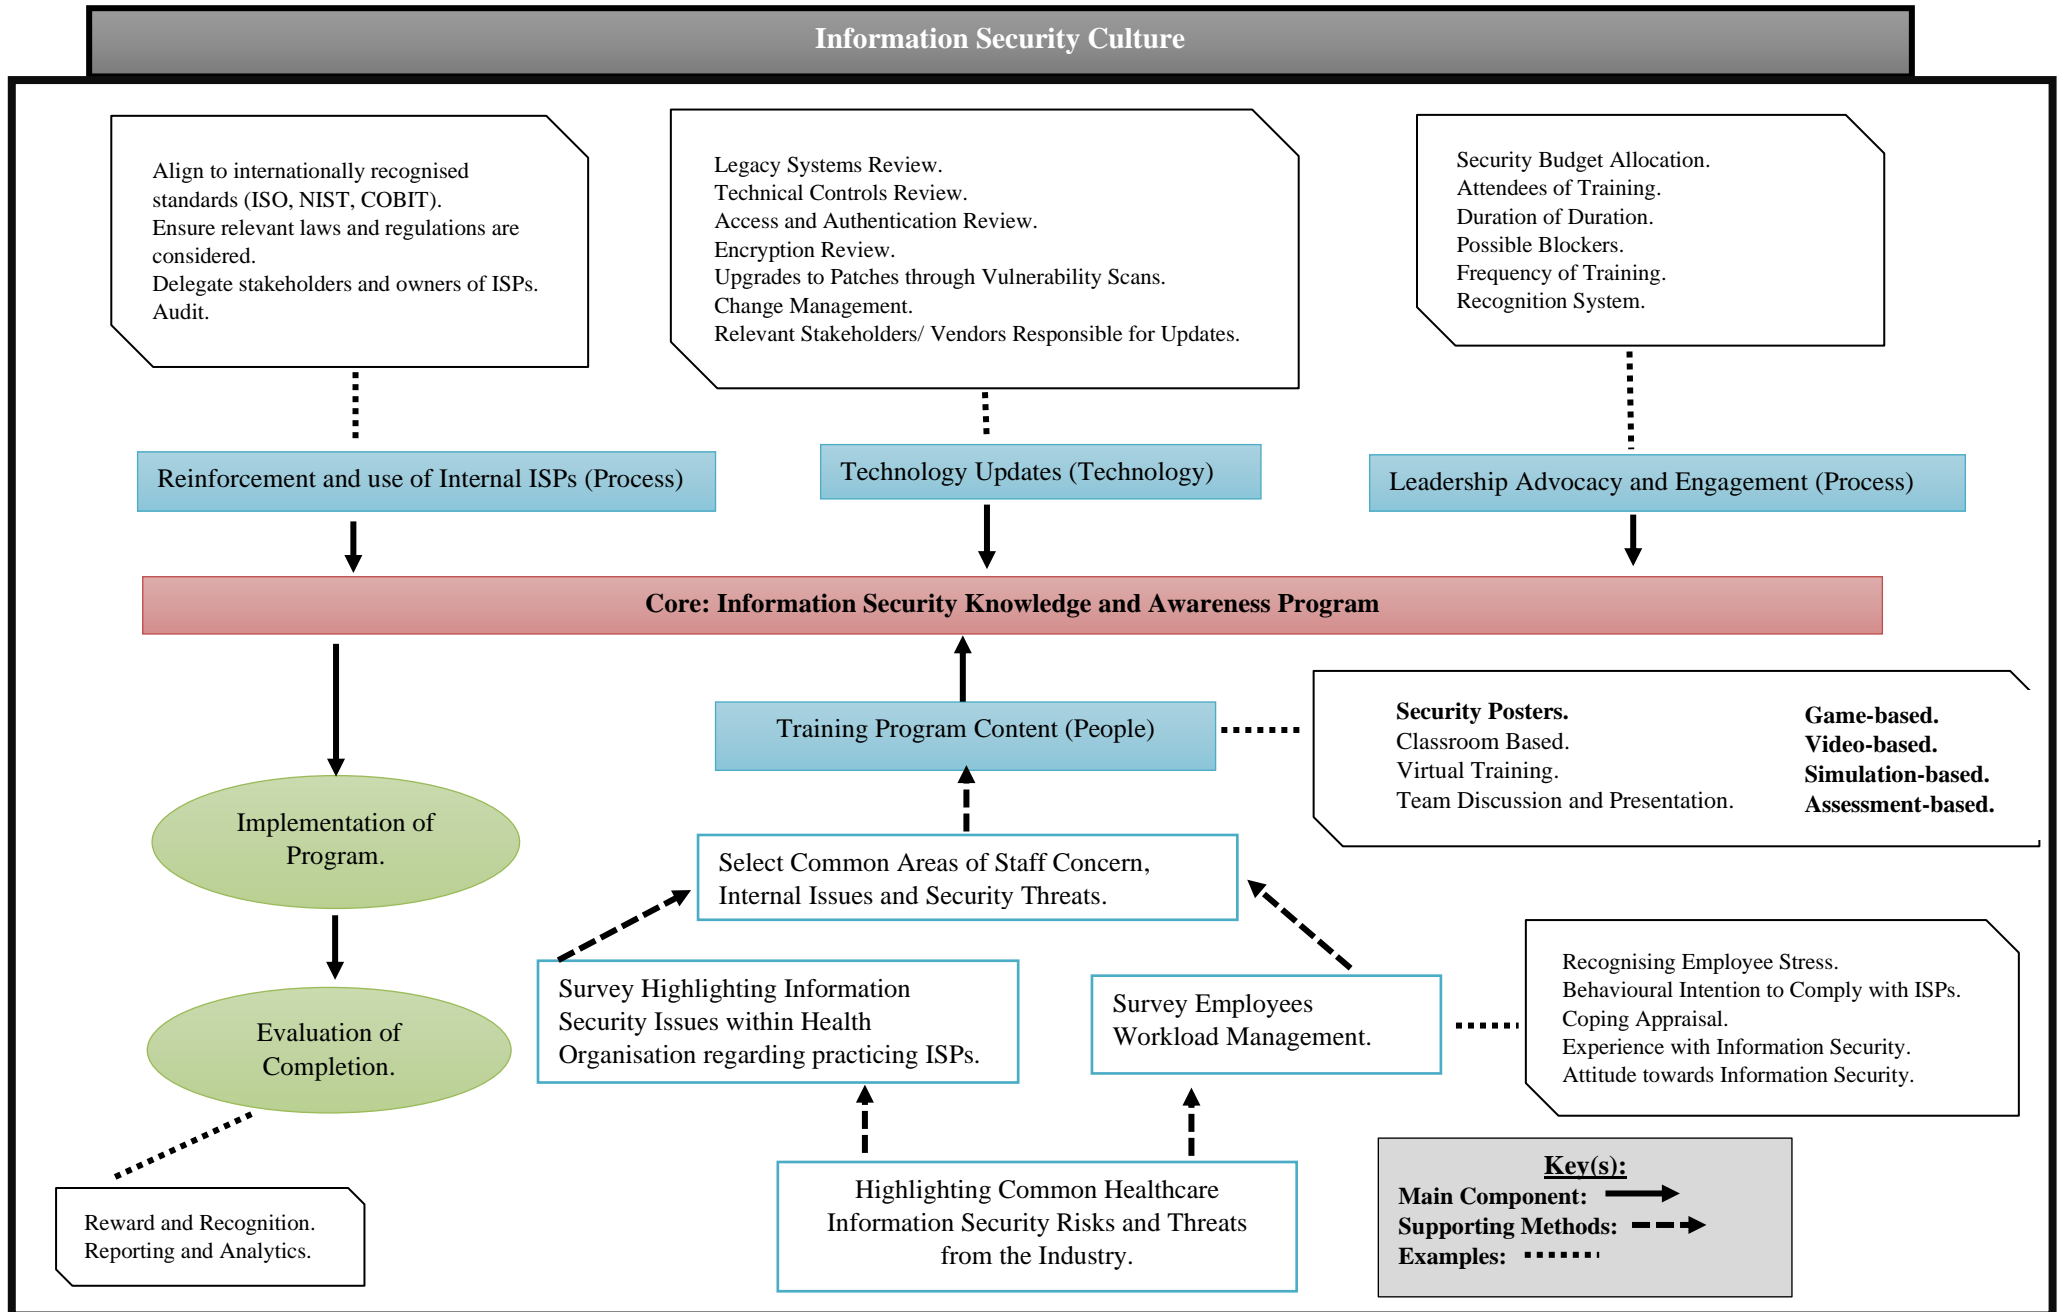 Information Security Culture
Align to internationally recognised
standards (ISO, NIST, COBIT).
Ensure relevant laws and regulations are
considered.
Delegate stakeholders and owners of ISPs.
Audit.
Legacy Systems Review.
Technical Controls Review.
Access and Authentication Review.
Encryption Review.
Upgrades to Patches through Vulnerability Scans.
Change Management.
Relevant Stakeholders/ Vendors Responsible for Updates.
Security Budget Allocation.
Attendees of Training.
Duration of Duration.
Possible Blockers.
Frequency of Training.
Recognition System.
Reinforcement and use of Internal ISPs (Process)
Technology Updates (Technology)
Leadership Advocacy and Engagement (Process)
Core: Information Security Knowledge and Awareness Program
Training Program Content (People)
Security Posters.
Classroom Based.
Virtual Training.
Team Discussion and Presentation.
Game-based.
Video-based.
Simulation-based.
Assessment-based.
Implementation of
Program.
Select Common Areas of Staff Concern,
Internal Issues and Security Threats.
Survey Highlighting Information
Security Issues within Health
Organisation regarding practicing ISPs.
Survey Employees
Workload Management.
Recognising Employee Stress.
Behavioural Intention to Comply with ISPs.
Coping Appraisal.
Experience with Information Security.
Attitude towards Information Security.
Evaluation of
Completion.
Reward and Recognition.
Reporting and Analytics.
Highlighting Common Healthcare
Information Security Risks and Threats
from the Industry.
Key(s):
Main Component:
Supporting Methods:
Examples: